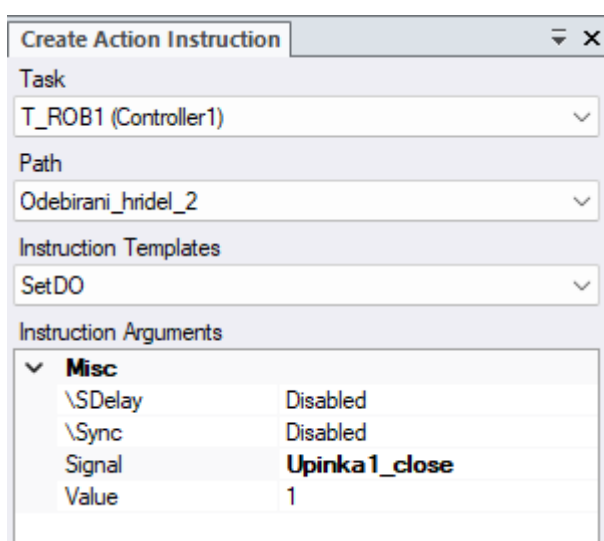 Create Action Instruction
Task
T_ROB1 (Controller1)
Path
Odebirani_hridel_2
Instruction Templates
SetDO
Instruction Arguments
Misc
\SDelay Disabled
\Sync Disabled
Signal Upinka1_close
Value 1